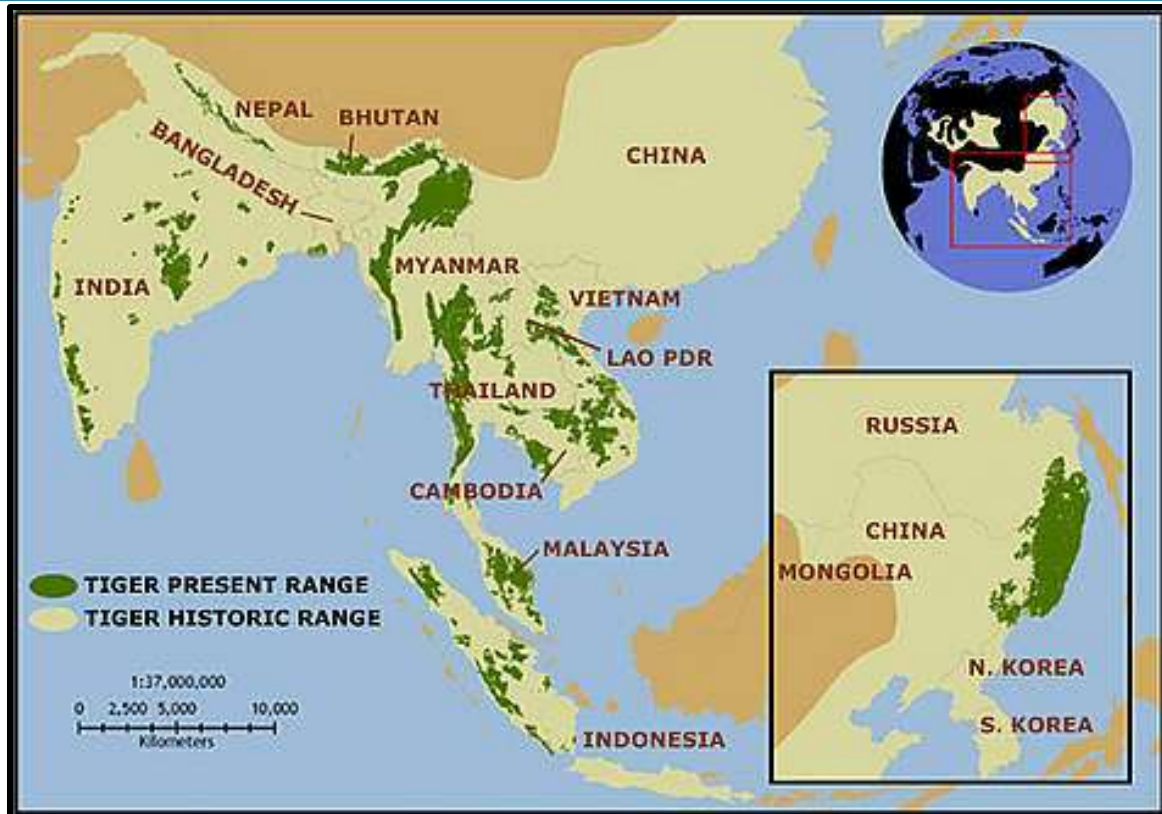 NEPAL
BHUTAN
BANGLADESH
CHINA
INDIA
MYANMAR
VIETNAM
LAO PDR
THAILAND
CAMBODIA
MALAYSIA
INDONESIA
TIGER PRESENT RANGE
TIGER HISTORIC RANGE
1:37,000,000
0 2,500 5,000 10,000
Kilometers
RUSSIA
CHINA
MONGOLIA
N. KOREA
S. KOREA